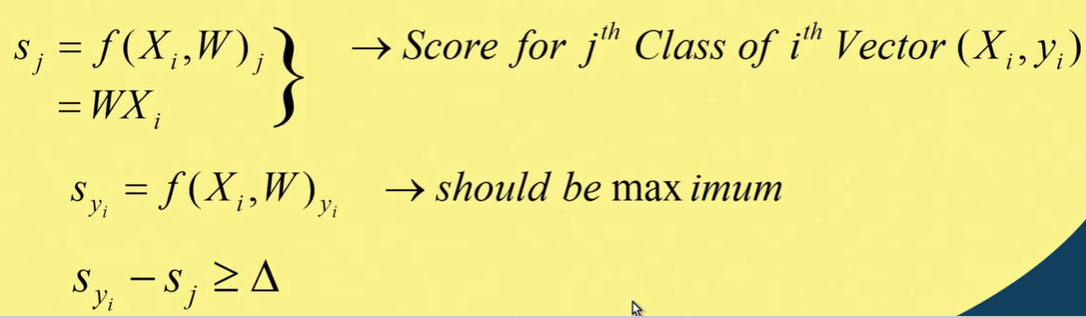 s_j = f(X_i, W)_j } → Score for j^th Class of i^th Vector (X_i, y_i)
= WX_i
s_{y_i} = f(X_i, W)_{y_i} → should be maximum
s_{y_i} − s_j ≥ Δ